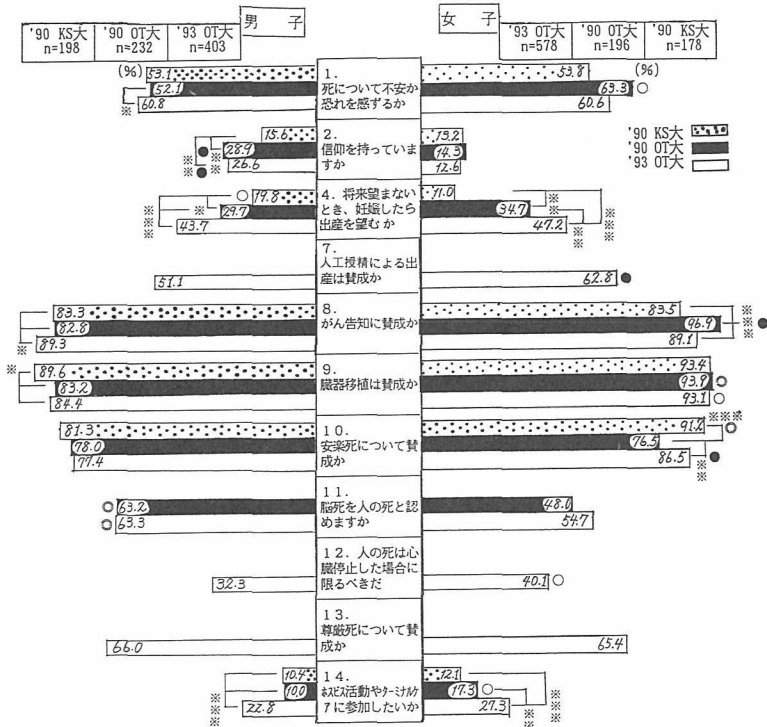 男 子
女 子
'90 KS大 '90 OT大 '93 OT大
n=198 n=232 n=403
'93 OT大 '90 OT大 '90 KS大
n=578 n=196 n=178
(%)
(%)
'90 KS大
'90 OT大
'93 OT大
1.
死について不安か
恐れを感ずるか
53.1 53.8
※ 52.1 63.3 ○
60.8 60.6
2.
信仰を持っていま
すか
15.6 13.2
● 28.9 14.3
● 26.6 12.6
4. 将来望まない
とき、妊娠したら
出産を望むか
○ 19.8 11.0
29.7 34.7
43.7 47.2
7.
人工授精による出
産は賛成か
51.1 62.8 ●
8.
がん告知に賛成か
83.3 83.5
82.8 96.9 ●
89.3 89.1
9.
臓器移植は賛成か
※ 89.6 93.4
83.2 93.9 ◎
84.4 93.1 ○
10.
安楽死について賛
成か
81.3 91.2 ※※※
78.0 76.5 ◎
77.4 86.5 ●
11.
脳死を人の死と認
めますか
◎ 63.2 48.0
◎ 63.3 54.7
12. 人の死は心
臓停止した場合に
限るべきだ
32.3 40.1 ○
13.
尊厳死について賛
成か
66.0 65.4
14.
ホスピス活動やターミナルケ
アに参加したいか
10.4 12.1
10.0 17.3 ○
22.8 27.3